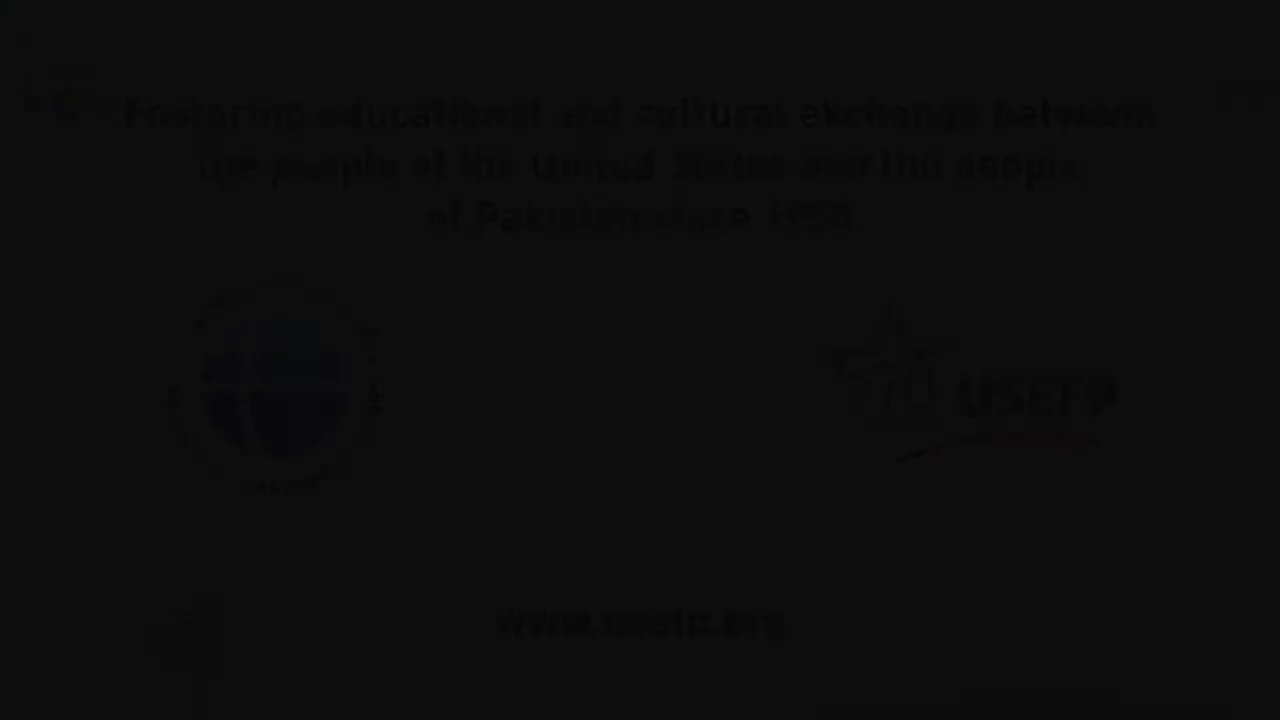 Fostering educational and cultural exchange between
the people of the United States and the people
of Pakistan since 1950
70 USEFP
www.usefp.org